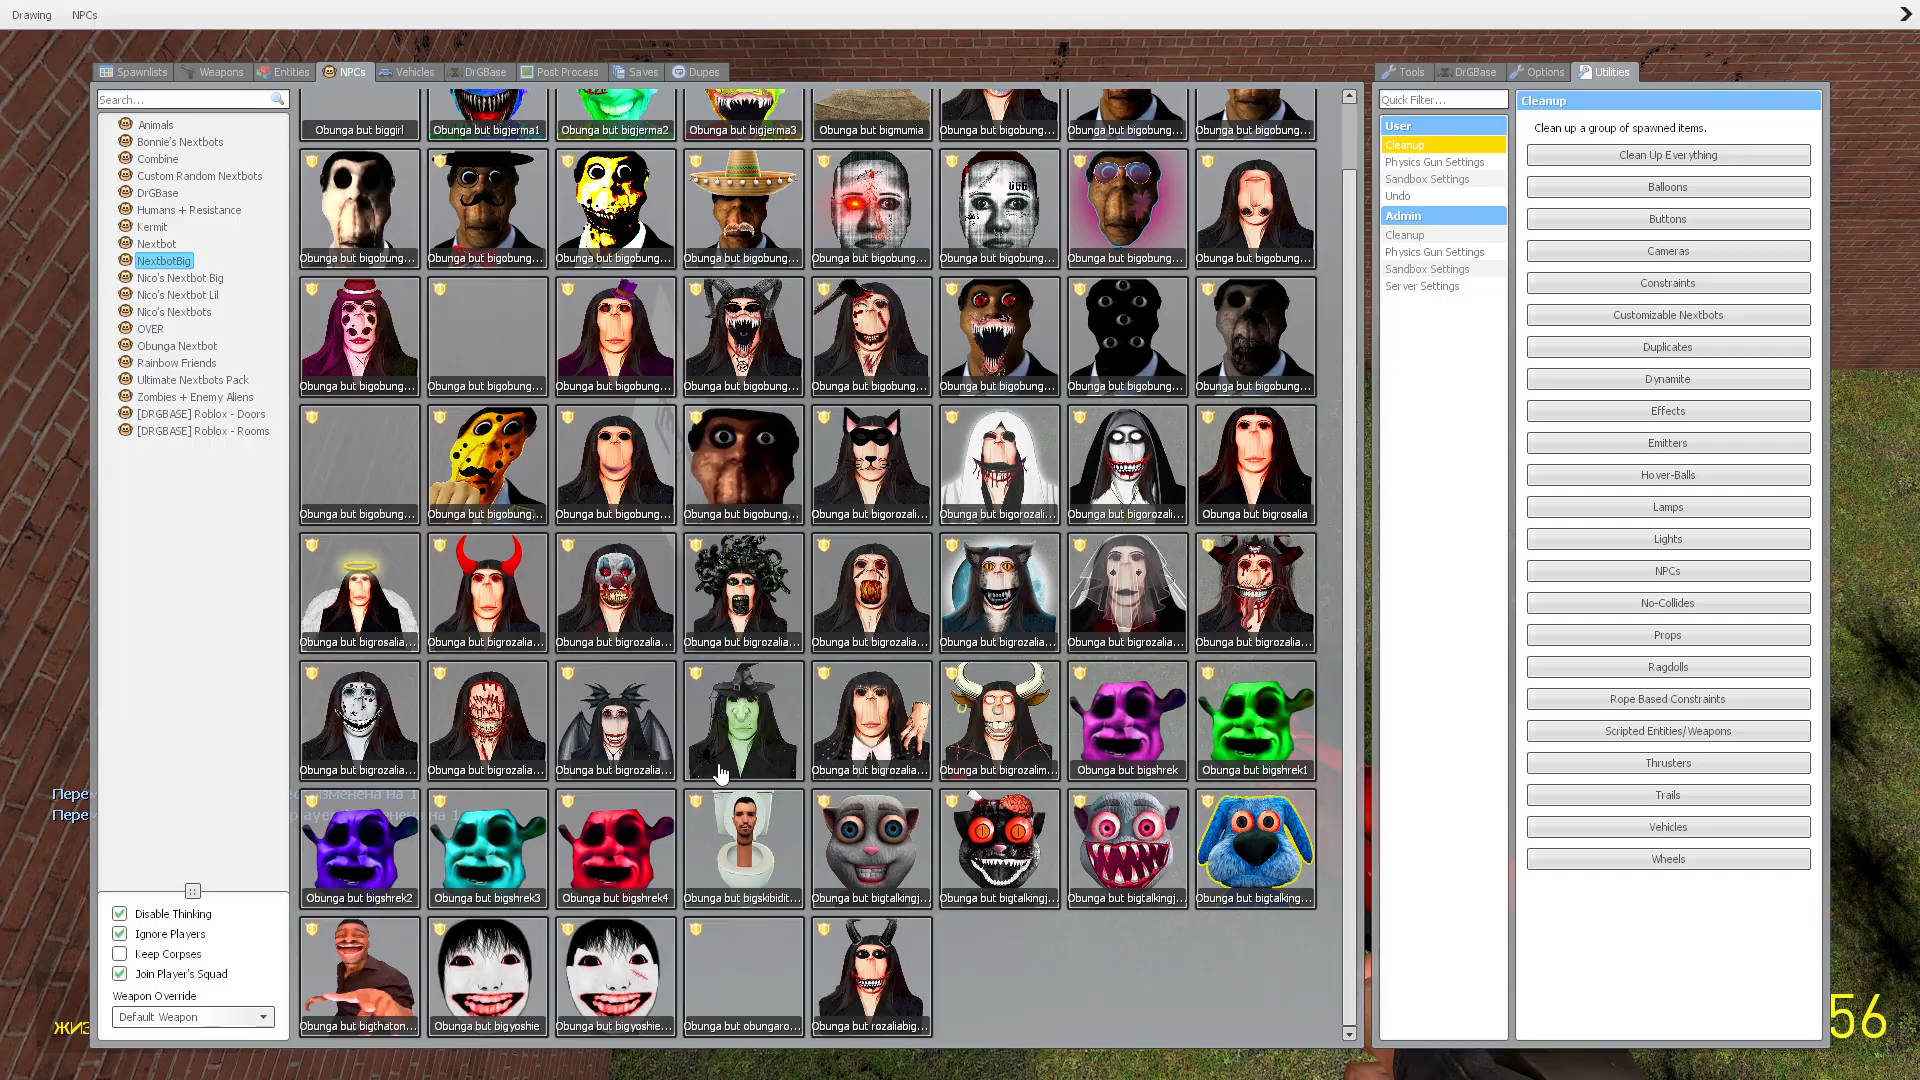 Drawing NPCs
Spawnlists Weapons Entities NPCs Vehicles DrGBase Post Process Saves Dupes
Tools DrGBase Options Utilities
Search...
Animals
Bonnie's Nextbots
Combine
Custom Random Nextbots
DrGBase
Humans + Resistance
Kermit
Nextbot
NextbotBig
Nico's Nextbot Big
Nico's Nextbot Lil
Nico's Nextbots
OVER
Obunga Nextbot
Rainbow Friends
Ultimate Nextbots Pack
Zombies + Enemy Aliens
[DRGBASE] Roblox - Doors
[DRGBASE] Roblox - Rooms
Disable Thinking
Ignore Players
Keep Corpses
Join Player's Squad
Weapon Override
Default Weapon
Obunga but biggirl Obunga but bigjerma1 Obunga but bigjerma2 Obunga but bigjerma3 Obunga but bigmumia Obunga but bigobung... Obunga but bigobung... Obunga but bigobung...
Obunga but bigobung... Obunga but bigobung... Obunga but bigobung... Obunga but bigobung... Obunga but bigobung... Obunga but bigobung... Obunga but bigobung... Obunga but bigobung...
Obunga but bigobung... Obunga but bigobung... Obunga but bigobung... Obunga but bigobung... Obunga but bigobung... Obunga but bigobung... Obunga but bigobung... Obunga but bigobung...
Obunga but bigobung... Obunga but bigobung... Obunga but bigobung... Obunga but bigobung... Obunga but bigorozali... Obunga but bigorozali... Obunga but bigorozali... Obunga but bigrosalia
Obunga but bigrosalia... Obunga but bigrozalia... Obunga but bigrozalia... Obunga but bigrozalia... Obunga but bigrozalia... Obunga but bigrozalia... Obunga but bigrozalia... Obunga but bigrozalia...
Obunga but bigrozalia... Obunga but bigrozalia... Obunga but bigrozalia... Obunga but bigrozalia... Obunga but bigrozalia... Obunga but bigrozalim... Obunga but bigshrek Obunga but bigshrek1
Obunga but bigshrek2 Obunga but bigshrek3 Obunga but bigshrek4 Obunga but bigskibidit... Obunga but bigtalkingj... Obunga but bigtalkingj... Obunga but bigtalkingj... Obunga but bigtalking...
Obunga but bigthaton... Obunga but bigyoshie Obunga but bigyoshie... Obunga but obungaro... Obunga but rozaliabig...
Quick Filter...
User
Cleanup
Physics Gun Settings
Sandbox Settings
Undo
Admin
Cleanup
Physics Gun Settings
Sandbox Settings
Server Settings
Cleanup
Clean up a group of spawned items.
Clean Up Everything
Balloons
Buttons
Cameras
Constraints
Customizable Nextbots
Duplicates
Dynamite
Effects
Emitters
Hover-Balls
Lamps
Lights
NPCs
No-Collides
Props
Ragdolls
Rope Based Constraints
Scripted Entities/Weapons
Thrusters
Trails
Vehicles
Wheels
56